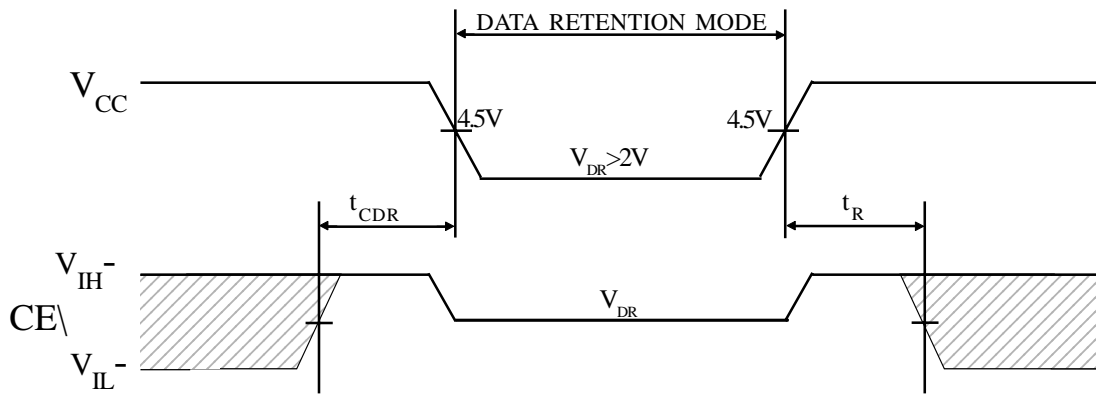 DATA RETENTION MODE
VCC
4.5V
4.5V
VDR>2V
tCDR
tR
VIH-
CE\
VDR
VIL-